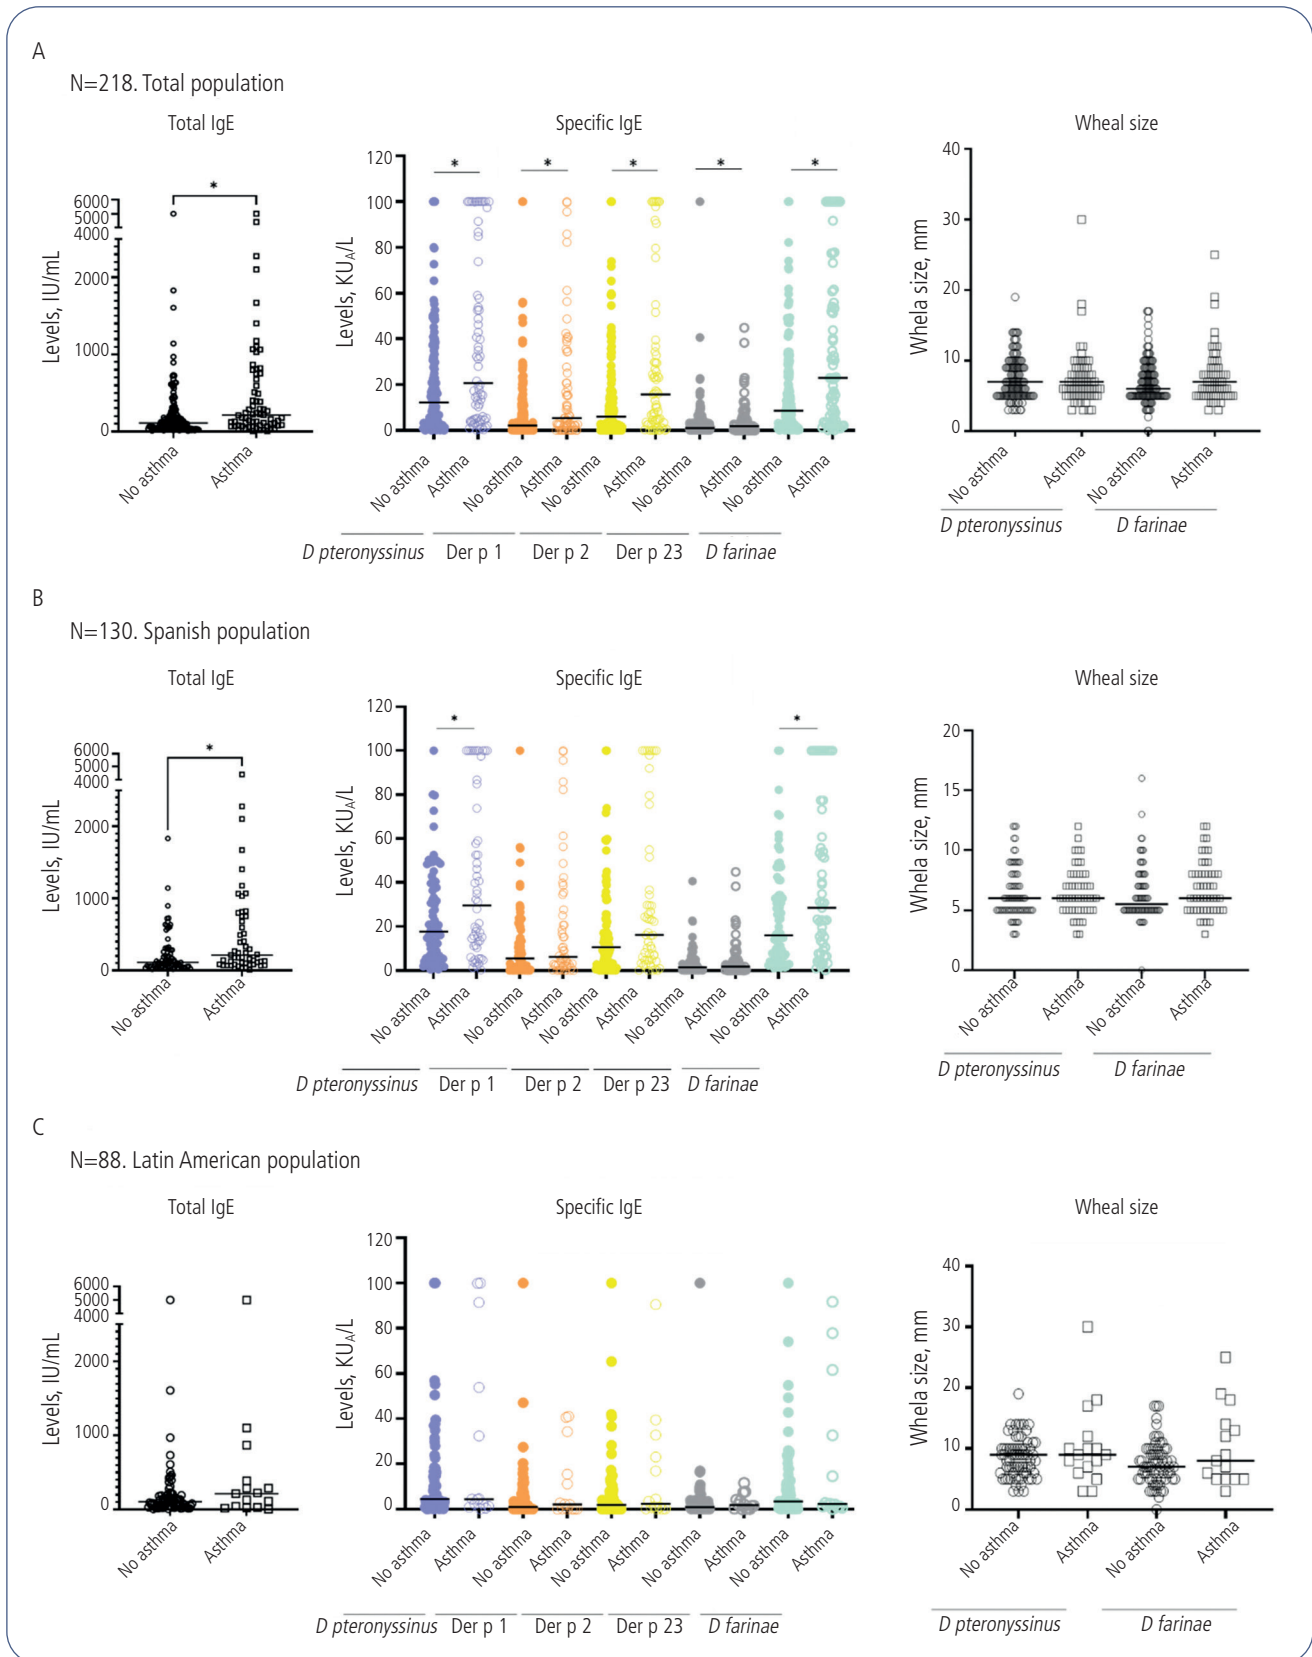 A
N=218. Total population
Total IgE
Specific IgE
Wheal size
Levels, IU/mL
6000
5000
4000
2000
1000
0
No asthma
Asthma
*
Levels, KUA/L
120
100
80
60
40
20
0
* * * * *
No asthma Asthma No asthma Asthma No asthma Asthma No asthma Asthma No asthma Asthma
D pteronyssinus Der p 1 Der p 2 Der p 23 D farinae
Whela size, mm
40
30
20
10
0
No asthma Asthma No asthma Asthma
D pteronyssinus D farinae
B
N=130. Spanish population
Total IgE
Specific IgE
Wheal size
Levels, IU/mL
6000
5000
4000
2000
1000
0
No asthma
Asthma
*
Levels, KUA/L
120
100
80
60
40
20
0
* *
No asthma Asthma No asthma Asthma No asthma Asthma No asthma Asthma No asthma Asthma
D pteronyssinus Der p 1 Der p 2 Der p 23 D farinae
Whela size, mm
20
15
10
5
0
No asthma Asthma No asthma Asthma
D pteronyssinus D farinae
C
N=88. Latin American population
Total IgE
Specific IgE
Wheal size
Levels, IU/mL
6000
5000
4000
2000
1000
0
No asthma
Asthma
Levels, KUA/L
120
100
80
60
40
20
0
No asthma Asthma No asthma Asthma No asthma Asthma No asthma Asthma No asthma Asthma
D pteronyssinus Der p 1 Der p 2 Der p 23 D farinae
Whela size, mm
40
30
20
10
0
No asthma Asthma No asthma Asthma
D pteronyssinus D farinae